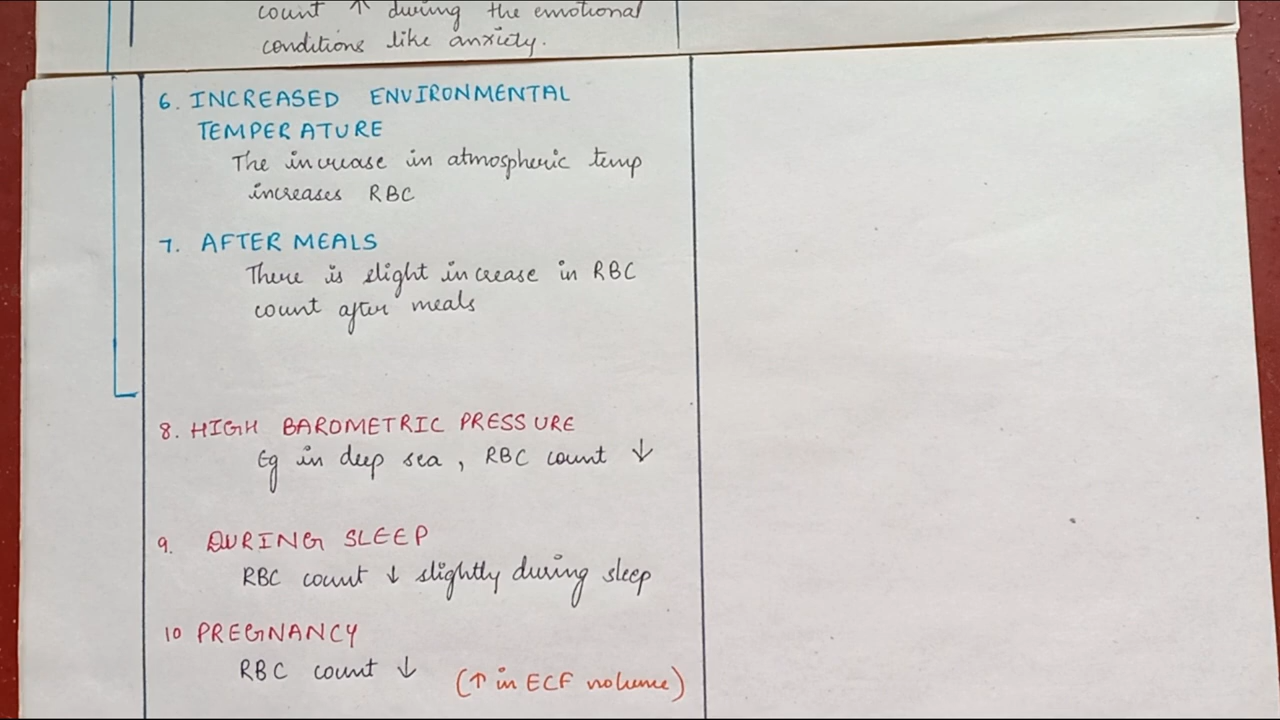 count ↑ during the emotional
conditions like anxiety.
6. INCREASED ENVIRONMENTAL
TEMPERATURE
The increase in atmospheric temp
increases RBC
7. AFTER MEALS
There is slight increase in RBC
count after meals
8. HIGH BAROMETRIC PRESSURE
Eg in deep sea, RBC count ↓
9. DURING SLEEP
RBC count ↓ slightly during sleep
10 PREGNANCY
RBC count ↓ (↑ in ECF volume)